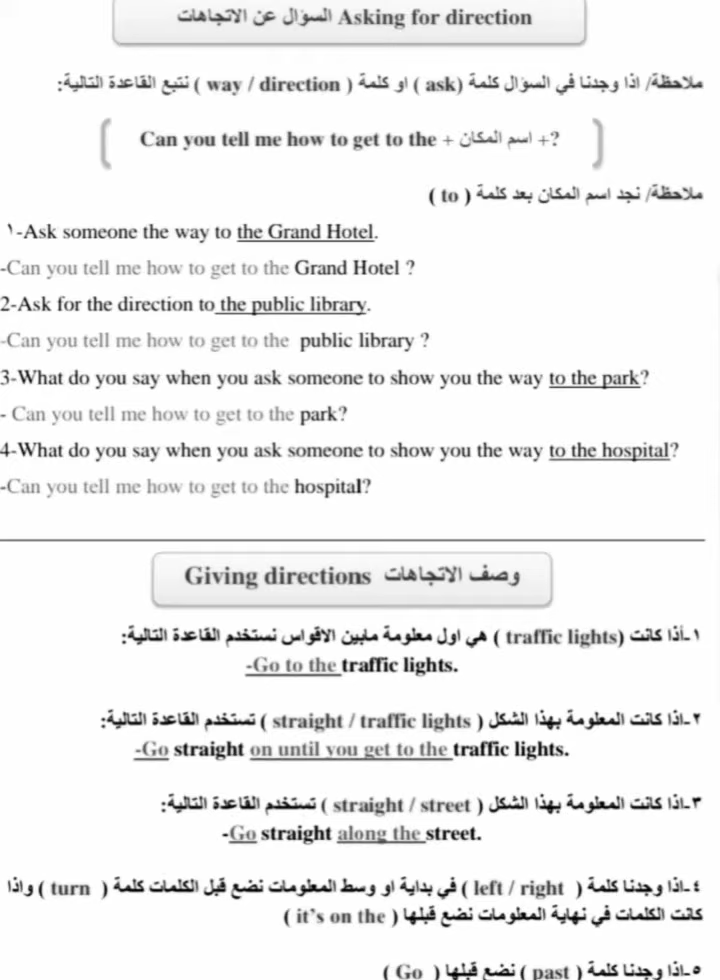 السؤال عن الاتجاهات Asking for direction
ملاحظة/ اذا وجدنا في السؤال كلمة (ask ) او كلمة ( way / direction ) نتبع القاعدة التالية:
Can you tell me how to get to the + اسم المكان +?
ملاحظة/ نجد اسم المكان بعد كلمة ( to )
١-Ask someone the way to the Grand Hotel.
-Can you tell me how to get to the Grand Hotel ?
2-Ask for the direction to the public library.
-Can you tell me how to get to the public library ?
3-What do you say when you ask someone to show you the way to the park?
- Can you tell me how to get to the park?
4-What do you say when you ask someone to show you the way to the hospital?
-Can you tell me how to get to the hospital?
Giving directions وصف الاتجاهات
١-أذا كانت (traffic lights ) هي اول معلومة مابين الأقواس نستخدم القاعدة التالية:
-Go to the traffic lights.
٢-اذا كانت المعلومة بهذا الشكل ( straight / traffic lights ) نستخدم القاعدة التالية:
-Go straight on until you get to the traffic lights.
٣-اذا كانت المعلومة بهذا الشكل ( straight / street ) نستخدم القاعدة التالية:
-Go straight along the street.
٤-اذا وجدنا كلمة ( left / right ) في بداية او وسط المعلومات نضع قبل الكلمات كلمة ( turn ) واذا
كانت الكلمات في نهاية المعلومات نضع قبلها ( it's on the )
٥-اذا وجدنا كلمة ( past ) نضع قبلها ( Go )